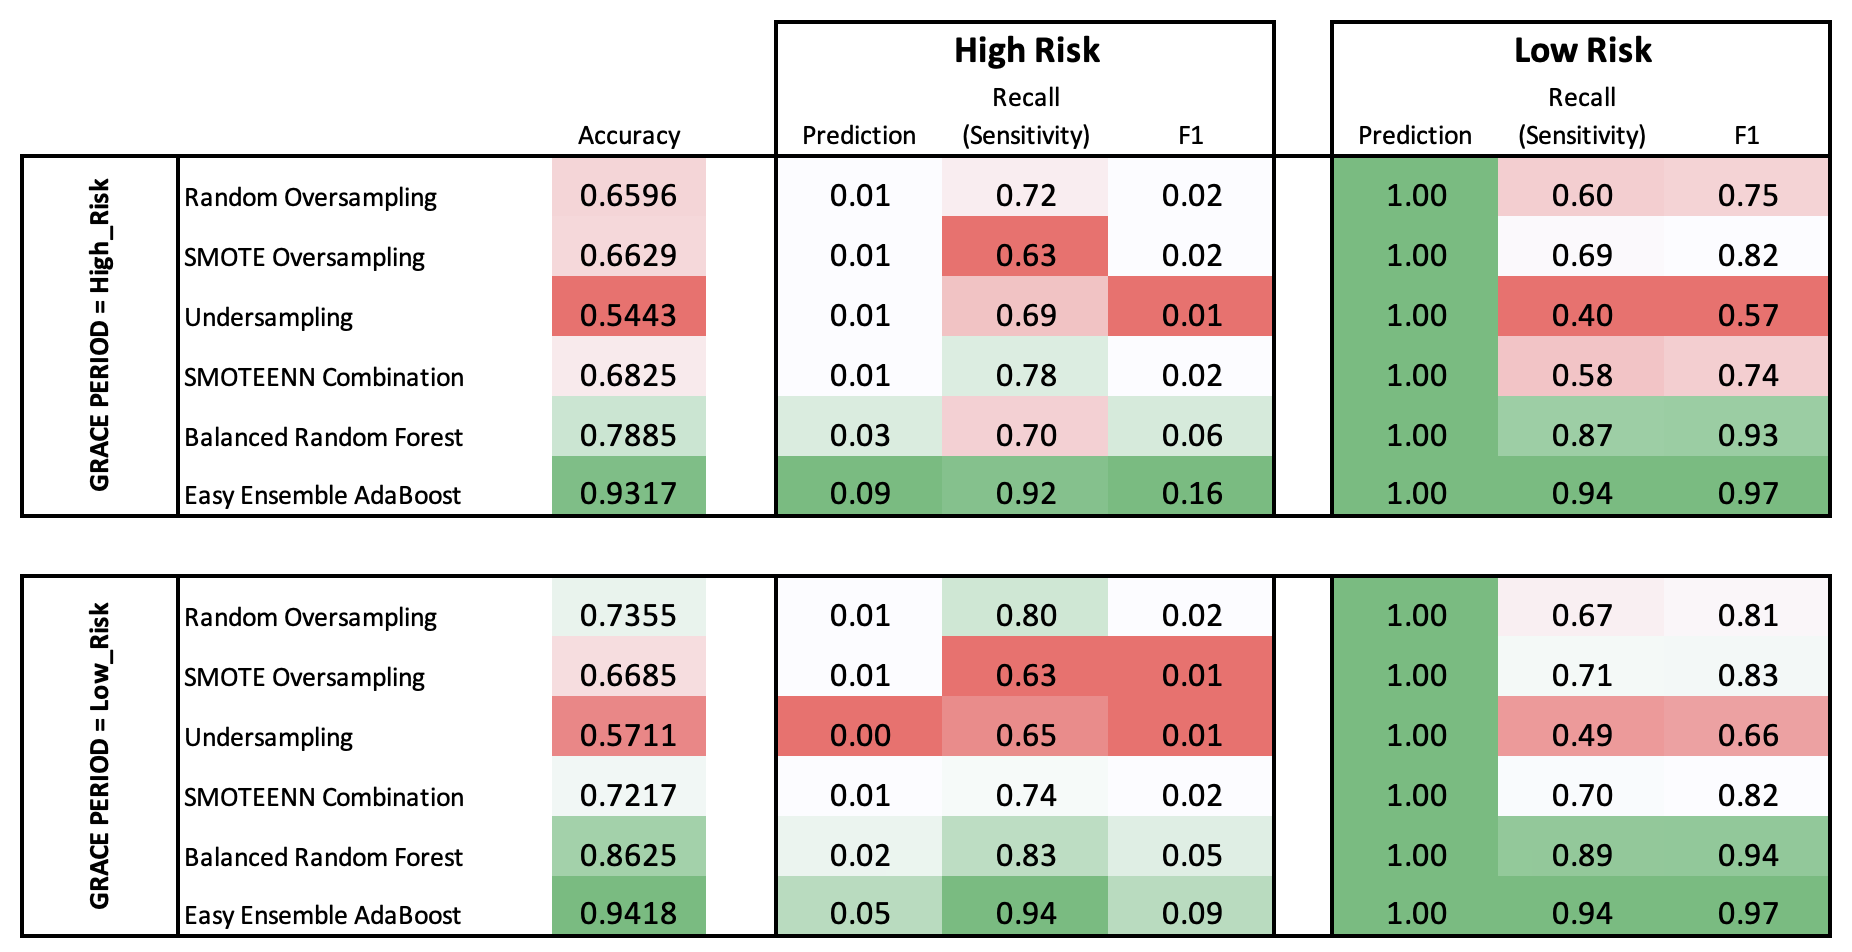 High Risk Low Risk
Recall Recall
Accuracy Prediction (Sensitivity) F1 Prediction (Sensitivity) F1
GRACE PERIOD = High_Risk
Random Oversampling 0.6596 0.01 0.72 0.02 1.00 0.60 0.75
SMOTE Oversampling 0.6629 0.01 0.63 0.02 1.00 0.69 0.82
Undersampling 0.5443 0.01 0.69 0.01 1.00 0.40 0.57
SMOTEENN Combination 0.6825 0.01 0.78 0.02 1.00 0.58 0.74
Balanced Random Forest 0.7885 0.03 0.70 0.06 1.00 0.87 0.93
Easy Ensemble AdaBoost 0.9317 0.09 0.92 0.16 1.00 0.94 0.97
GRACE PERIOD = Low_Risk
Random Oversampling 0.7355 0.01 0.80 0.02 1.00 0.67 0.81
SMOTE Oversampling 0.6685 0.01 0.63 0.01 1.00 0.71 0.83
Undersampling 0.5711 0.00 0.65 0.01 1.00 0.49 0.66
SMOTEENN Combination 0.7217 0.01 0.74 0.02 1.00 0.70 0.82
Balanced Random Forest 0.8625 0.02 0.83 0.05 1.00 0.89 0.94
Easy Ensemble AdaBoost 0.9418 0.05 0.94 0.09 1.00 0.94 0.97